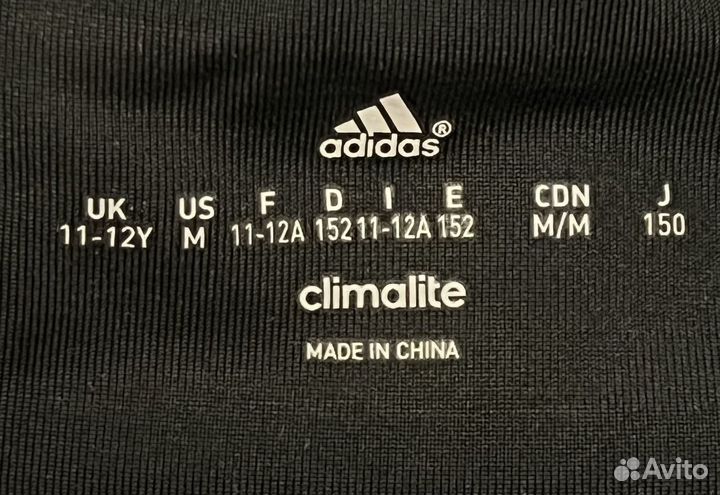 adidas®
UK US F D I E CDN J
11-12Y M 11-12A 152 11-12A 152 M/M 150
climalite
MADE IN CHINA
Avito